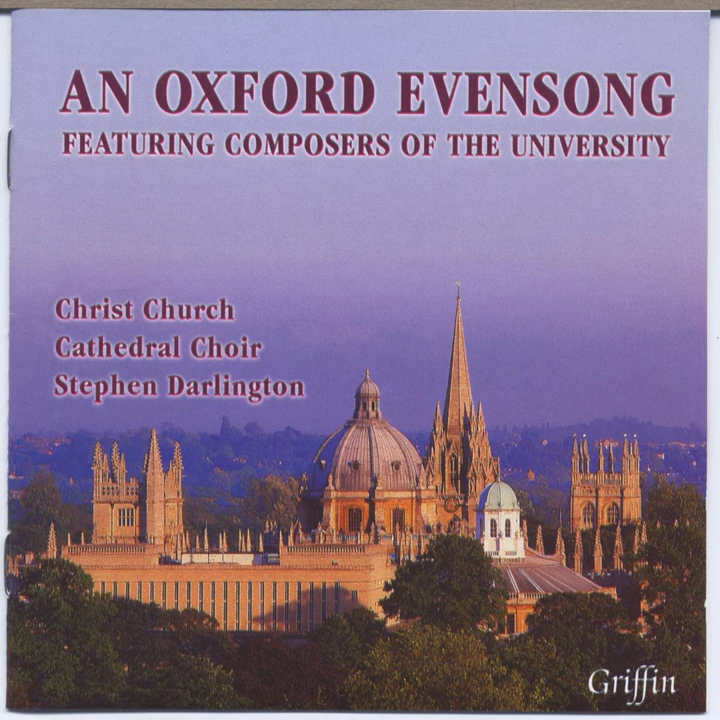 AN OXFORD EVENSONG
FEATURING COMPOSERS OF THE UNIVERSITY
Christ Church
Cathedral Choir
Stephen Darlington
Griffin